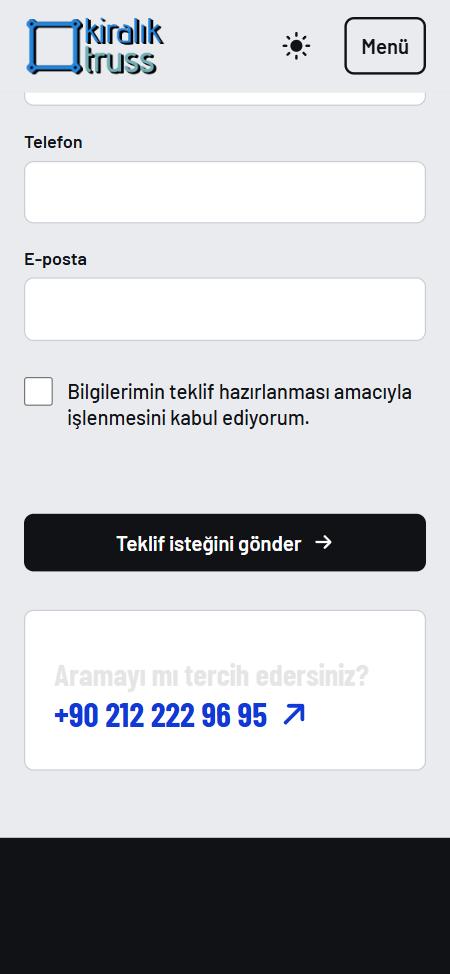 kiralık
truss
Menü
Telefon
E-posta
Bilgilerimin teklif hazırlanması amacıyla
işlenmesini kabul ediyorum.
Teklif isteğini gönder →
Aramayı mı tercih edersiniz?
+90 212 222 96 95 ↗